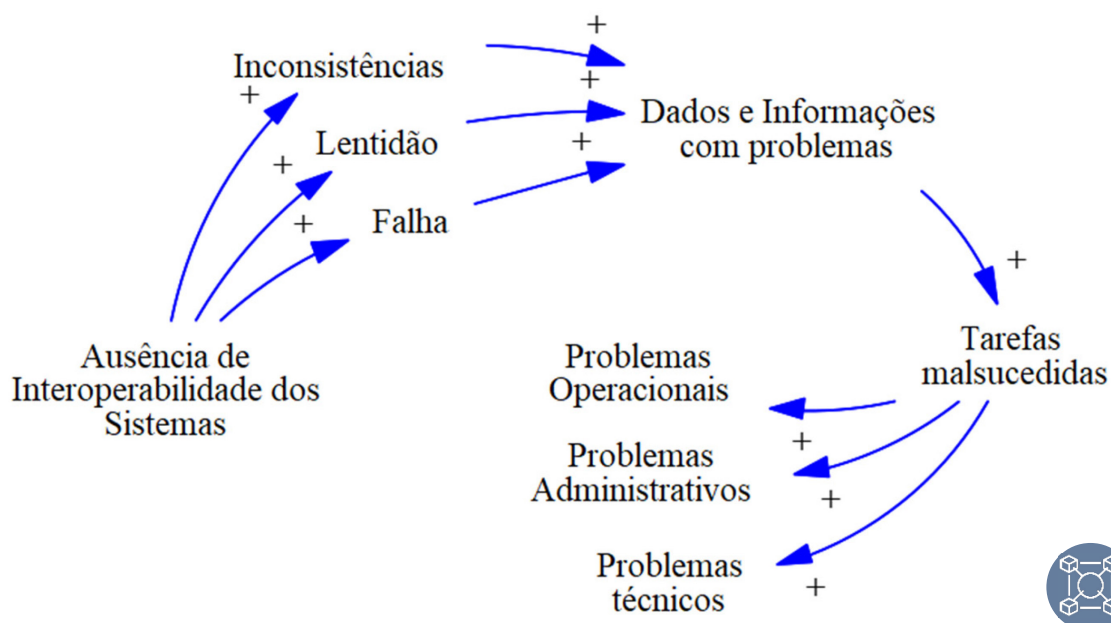 +
Inconsistências
+
+
Dados e Informações
com problemas
Lentidão
+
+
Falha
+
+
Ausência de
Interoperabilidade dos
Sistemas
Tarefas
malsucedidas
Problemas
Operacionais
+
Problemas
Administrativos
+
Problemas
técnicos
+